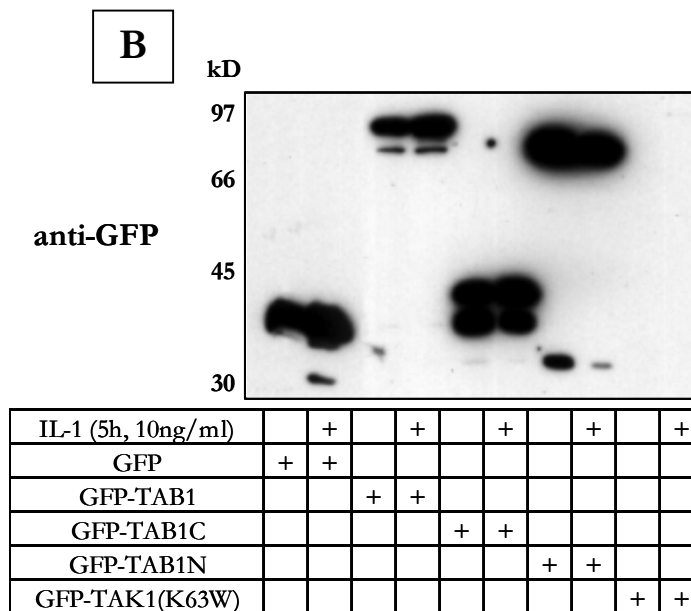 B
kD
97
66
anti-GFP
45
30
IL-1 (5h, 10ng/ml) + + + + +
GFP + +
GFP-TAB1 + +
GFP-TAB1C + +
GFP-TAB1N + +
GFP-TAK1(K63W) + +